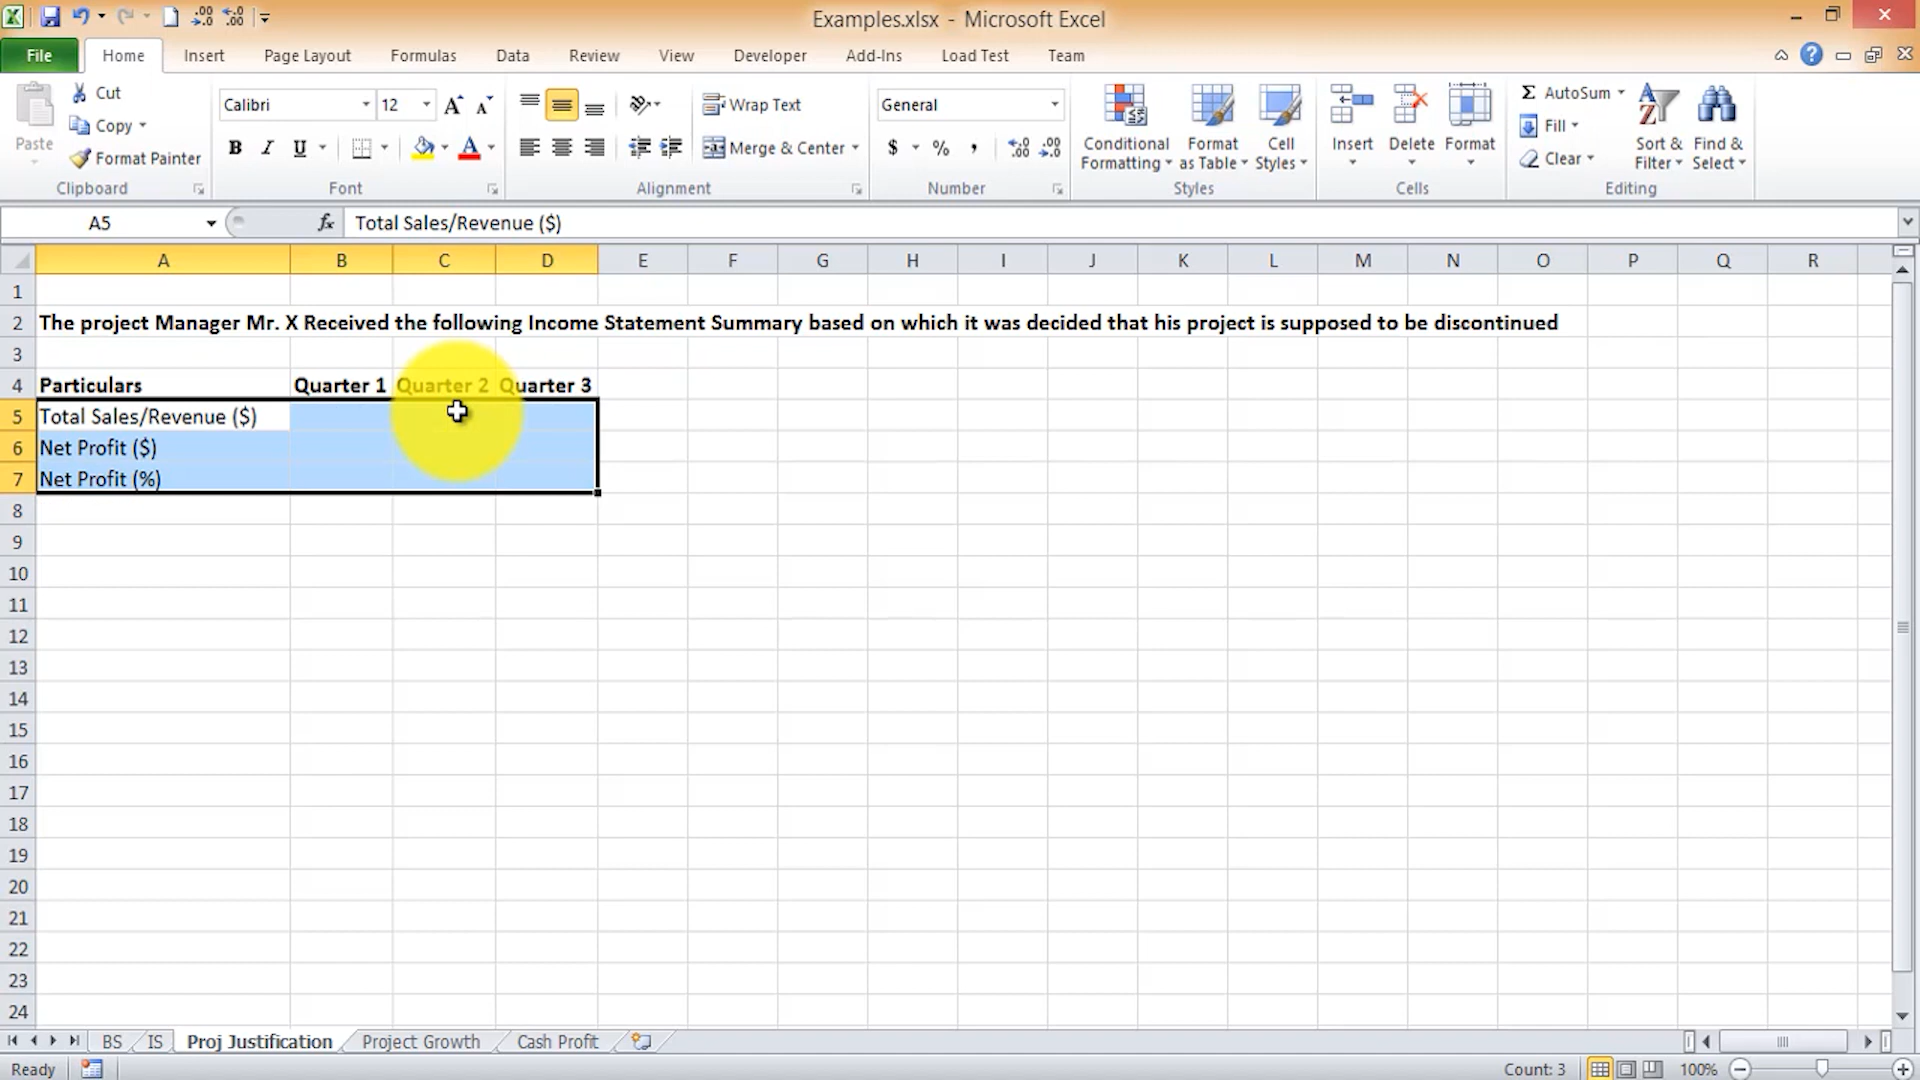 Examples.xlsx - Microsoft Excel
File Home Insert Page Layout Formulas Data Review View Developer Add-Ins Load Test Team
Paste
Cut
Copy
Format Painter
Clipboard
Calibri 12
B I U
Font
Wrap Text
Merge & Center
Alignment
General
$ % ,
Number
Conditional Formatting
Format as Table
Cell Styles
Styles
Insert Delete Format
Cells
Σ AutoSum
Fill
Clear
Sort & Filter
Find & Select
Editing
A5 fx Total Sales/Revenue ($)
A B C D E F G H I J K L M N O P Q R
1
2 The project Manager Mr. X Received the following Income Statement Summary based on which it was decided that his project is supposed to be discontinued
3
4 Particulars Quarter 1 Quarter 2 Quarter 3
5 Total Sales/Revenue ($)
6 Net Profit ($)
7 Net Profit (%)
8
9
10
11
12
13
14
15
16
17
18
19
20
21
22
23
24
BS IS Proj Justification Project Growth Cash Profit
Ready Count: 3 100%